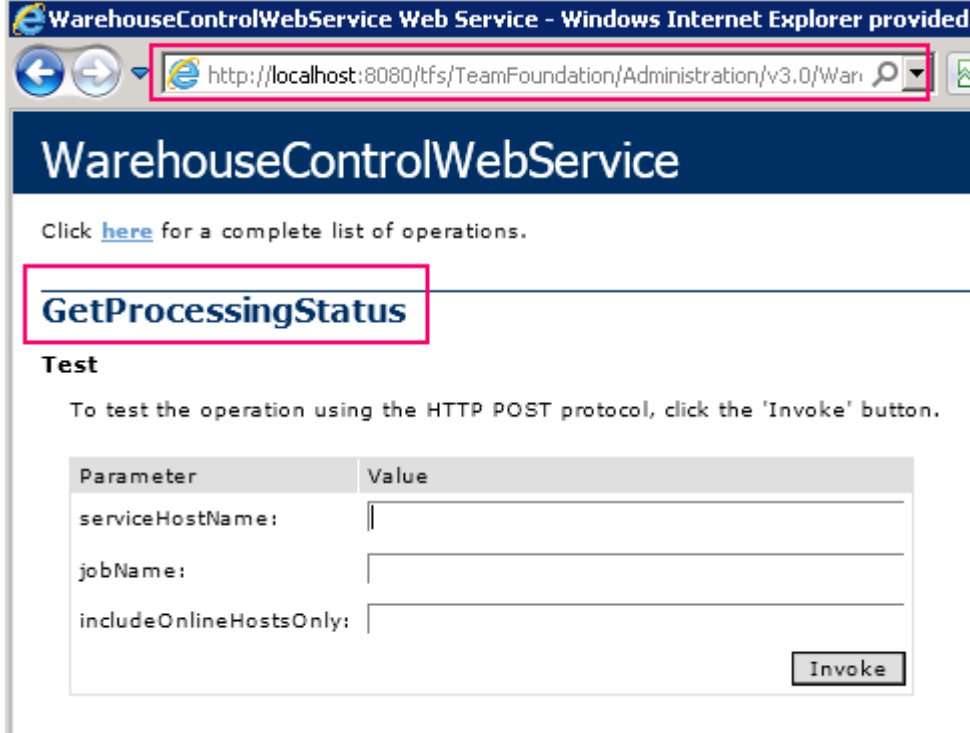 WarehouseControlWebService Web Service - Windows Internet Explorer provided
http://localhost:8080/tfs/TeamFoundation/Administration/v3.0/War
WarehouseControlWebService
Click here for a complete list of operations.
GetProcessingStatus
Test
To test the operation using the HTTP POST protocol, click the 'Invoke' button.
Parameter Value
serviceHostName:
jobName:
includeOnlineHostsOnly:
Invoke